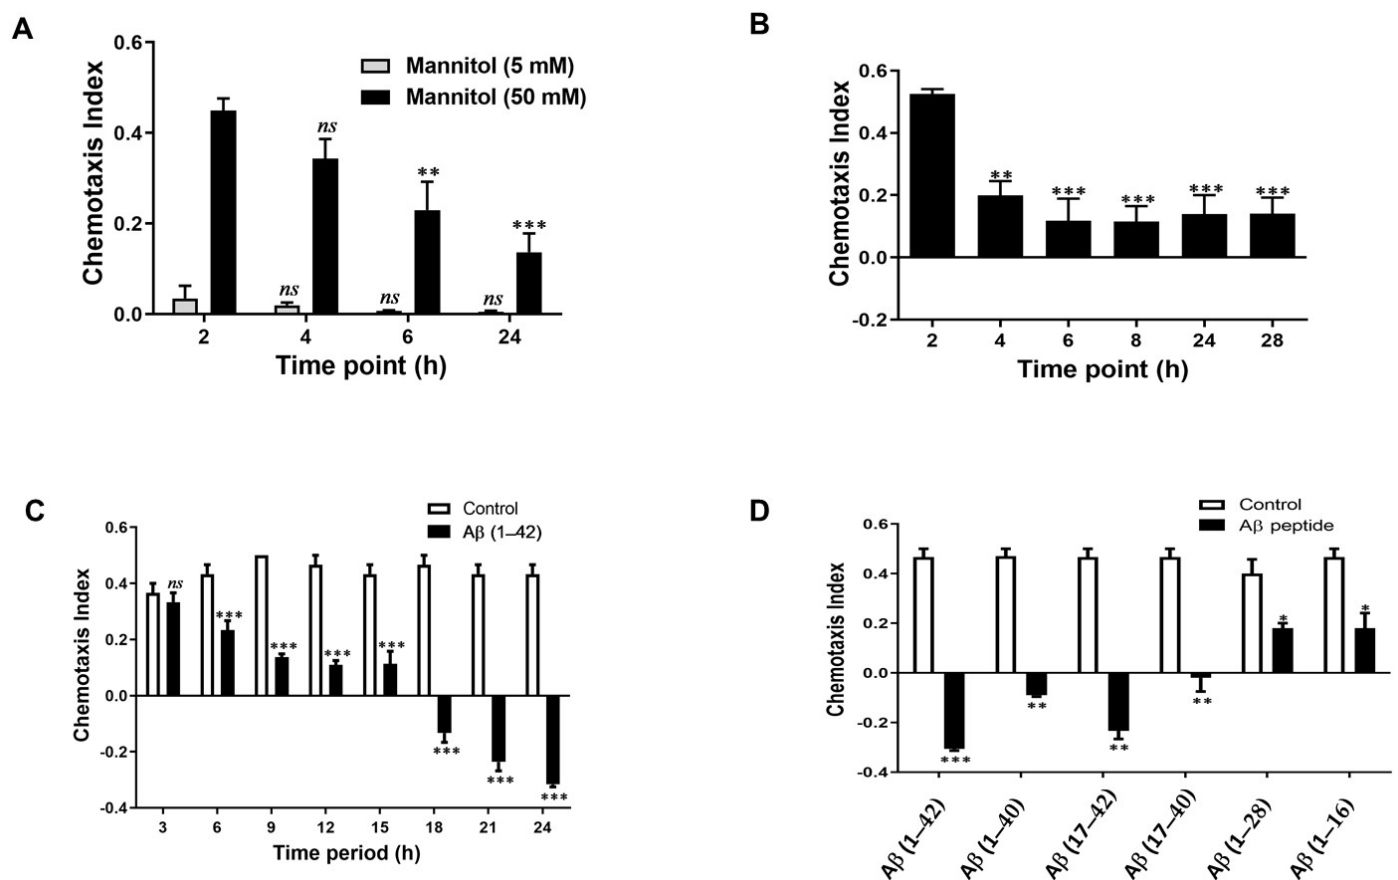 A
Chemotaxis Index
0.6
0.4
0.2
0.0
Mannitol (5 mM)
Mannitol (50 mM)
ns
**
***
ns
ns
ns
2 4 6 24
Time point (h)
B
Chemotaxis Index
0.6
0.4
0.2
0.0
-0.2
** *** *** *** ***
2 4 6 8 24 28
Time point (h)
C
Chemotaxis Index
Control
Aβ (1–42)
0.6
0.4
0.2
0.0
-0.2
-0.4
ns
*** *** *** ***
*** *** ***
3 6 9 12 15 18 21 24
Time period (h)
D
Chemotaxis Index
Control
Aβ peptide
0.6
0.4
0.2
0.0
-0.2
-0.4
*** ** ** ** * *
Aβ (1–42)
Aβ (1–40)
Aβ (17–42)
Aβ (17–40)
Aβ (1–28)
Aβ (1–16)